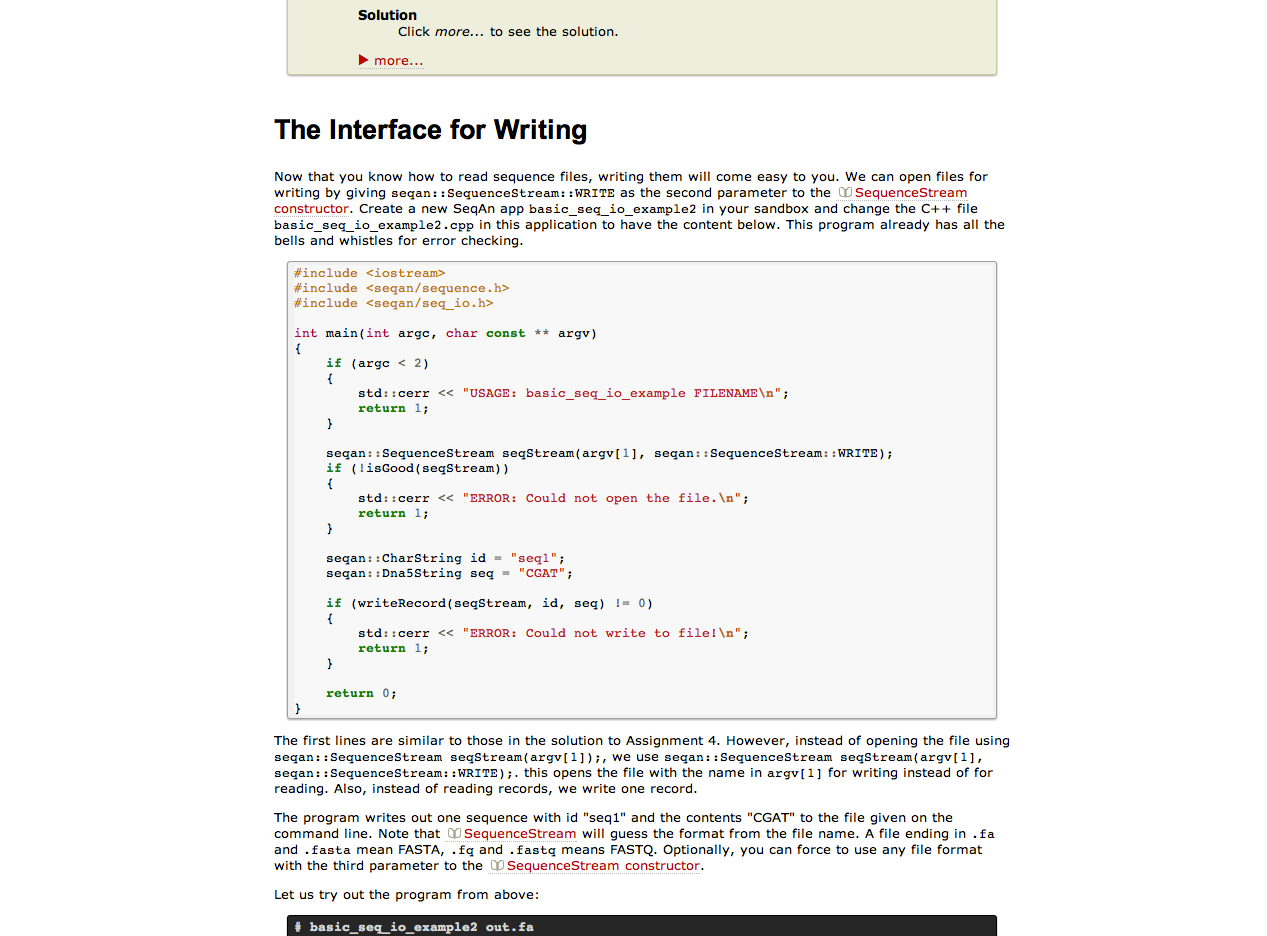 Solution
Click more... to see the solution.
▶ more...
The Interface for Writing
Now that you know how to read sequence files, writing them will come easy to you. We can open files for
writing by giving seqan::SequenceStream::WRITE as the second parameter to the SequenceStream
constructor. Create a new SeqAn app basic_seq_io_example2 in your sandbox and change the C++ file
basic_seq_io_example2.cpp in this application to have the content below. This program already has all the
bells and whistles for error checking.
#include <iostream>
#include <seqan/sequence.h>
#include <seqan/seq_io.h>
int main(int argc, char const ** argv)
{
    if (argc < 2)
    {
        std::cerr << "USAGE: basic_seq_io_example FILENAME\n";
        return 1;
    }
    seqan::SequenceStream seqStream(argv[1], seqan::SequenceStream::WRITE);
    if (!isGood(seqStream))
    {
        std::cerr << "ERROR: Could not open the file.\n";
        return 1;
    }
    seqan::CharString id = "seq1";
    seqan::Dna5String seq = "CGAT";
    if (writeRecord(seqStream, id, seq) != 0)
    {
        std::cerr << "ERROR: Could not write to file!\n";
        return 1;
    }
    return 0;
}
The first lines are similar to those in the solution to Assignment 4. However, instead of opening the file using
seqan::SequenceStream seqStream(argv[1]);, we use seqan::SequenceStream seqStream(argv[1],
seqan::SequenceStream::WRITE);. this opens the file with the name in argv[1] for writing instead of for
reading. Also, instead of reading records, we write one record.
The program writes out one sequence with id "seq1" and the contents "CGAT" to the file given on the
command line. Note that SequenceStream will guess the format from the file name. A file ending in .fa
and .fasta mean FASTA, .fq and .fastq means FASTQ. Optionally, you can force to use any file format
with the third parameter to the SequenceStream constructor.
Let us try out the program from above:
# basic_seq_io_example2 out.fa